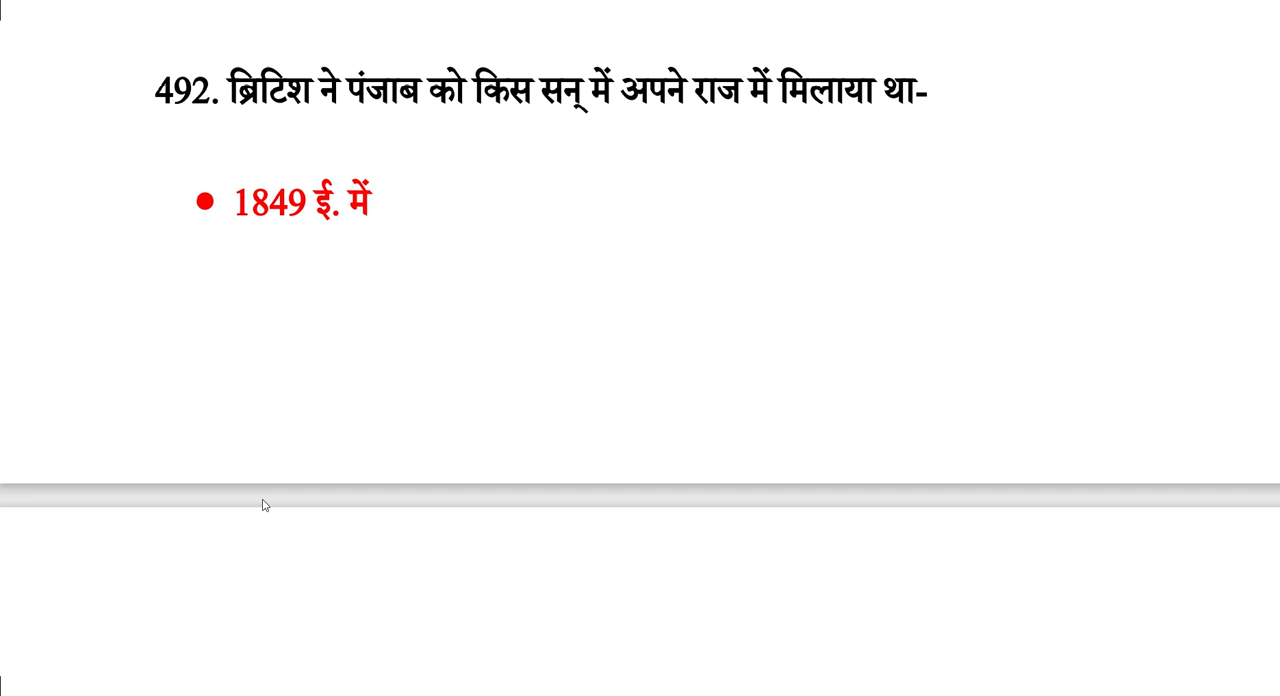 492. ब्रिटिश ने पंजाब को किस सन् में अपने राज में मिलाया था-
● 1849 ई. में